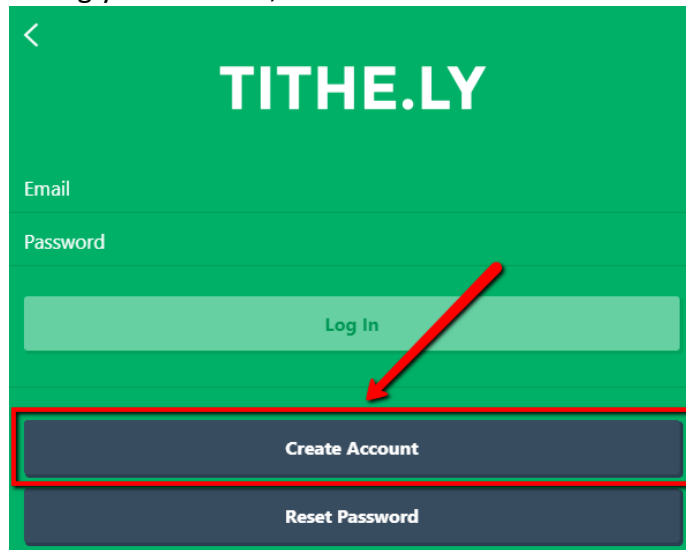 TITHE.LY
Email
Password
Log In
Create Account
Reset Password